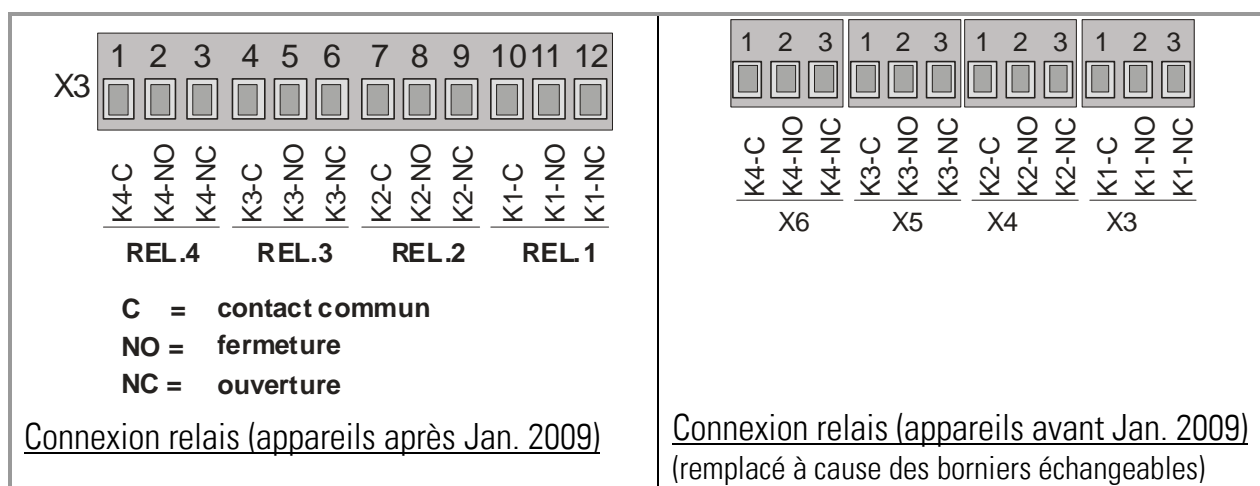 1 2 3 4 5 6 7 8 9 10 11 12
X3
K4-C K4-NO K4-NC K3-C K3-NO K3-NC K2-C K2-NO K2-NC K1-C K1-NO K1-NC
REL.4 REL.3 REL.2 REL.1
C = contact commun
NO = fermeture
NC = ouverture
Connexion relais (appareils après Jan. 2009)
1 2 3 1 2 3 1 2 3 1 2 3
K4-C K4-NO K4-NC K3-C K3-NO K3-NC K2-C K2-NO K2-NC K1-C K1-NO K1-NC
X6 X5 X4 X3
Connexion relais (appareils avant Jan. 2009)
(remplacé à cause des borniers échangeables)